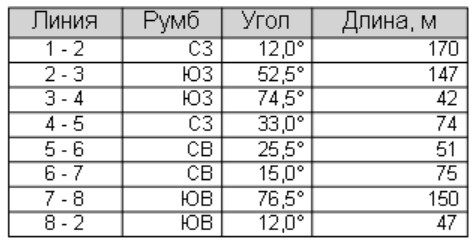 Линия Румб Угол Длина, м
1 - 2 СЗ 12,0° 170
2 - 3 ЮЗ 52,5° 147
3 - 4 ЮЗ 74,5° 42
4 - 5 СЗ 33,0° 74
5 - 6 СВ 25,5° 51
6 - 7 СВ 15,0° 75
7 - 8 ЮВ 76,5° 150
8 - 2 ЮВ 12,0° 47